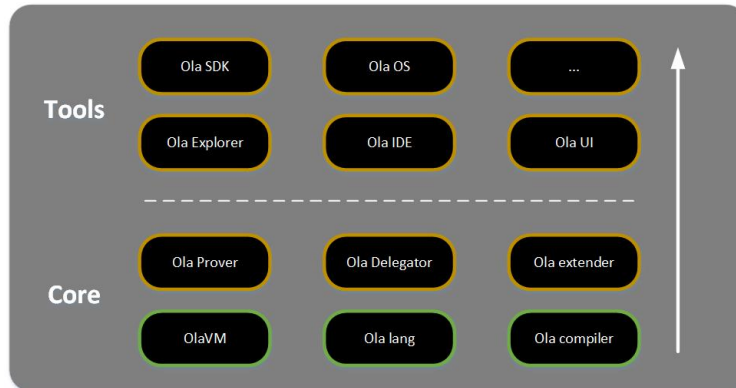 Tools
Ola SDK
Ola OS
...
Ola Explorer
Ola IDE
Ola UI
Core
Ola Prover
Ola Delegator
Ola extender
OlaVM
Ola lang
Ola compiler